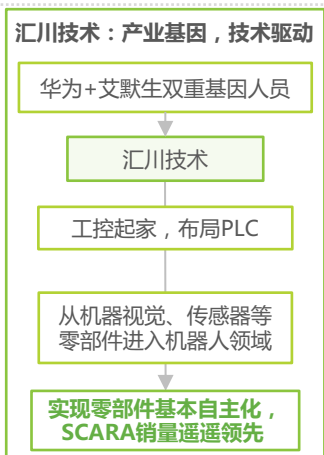 汇川技术：产业基因，技术驱动
华为+艾默生双重基因人员
汇川技术
工控起家，布局PLC
从机器视觉、传感器等
零部件进入机器人领域
实现零部件基本自主化，
SCARA销量遥遥领先